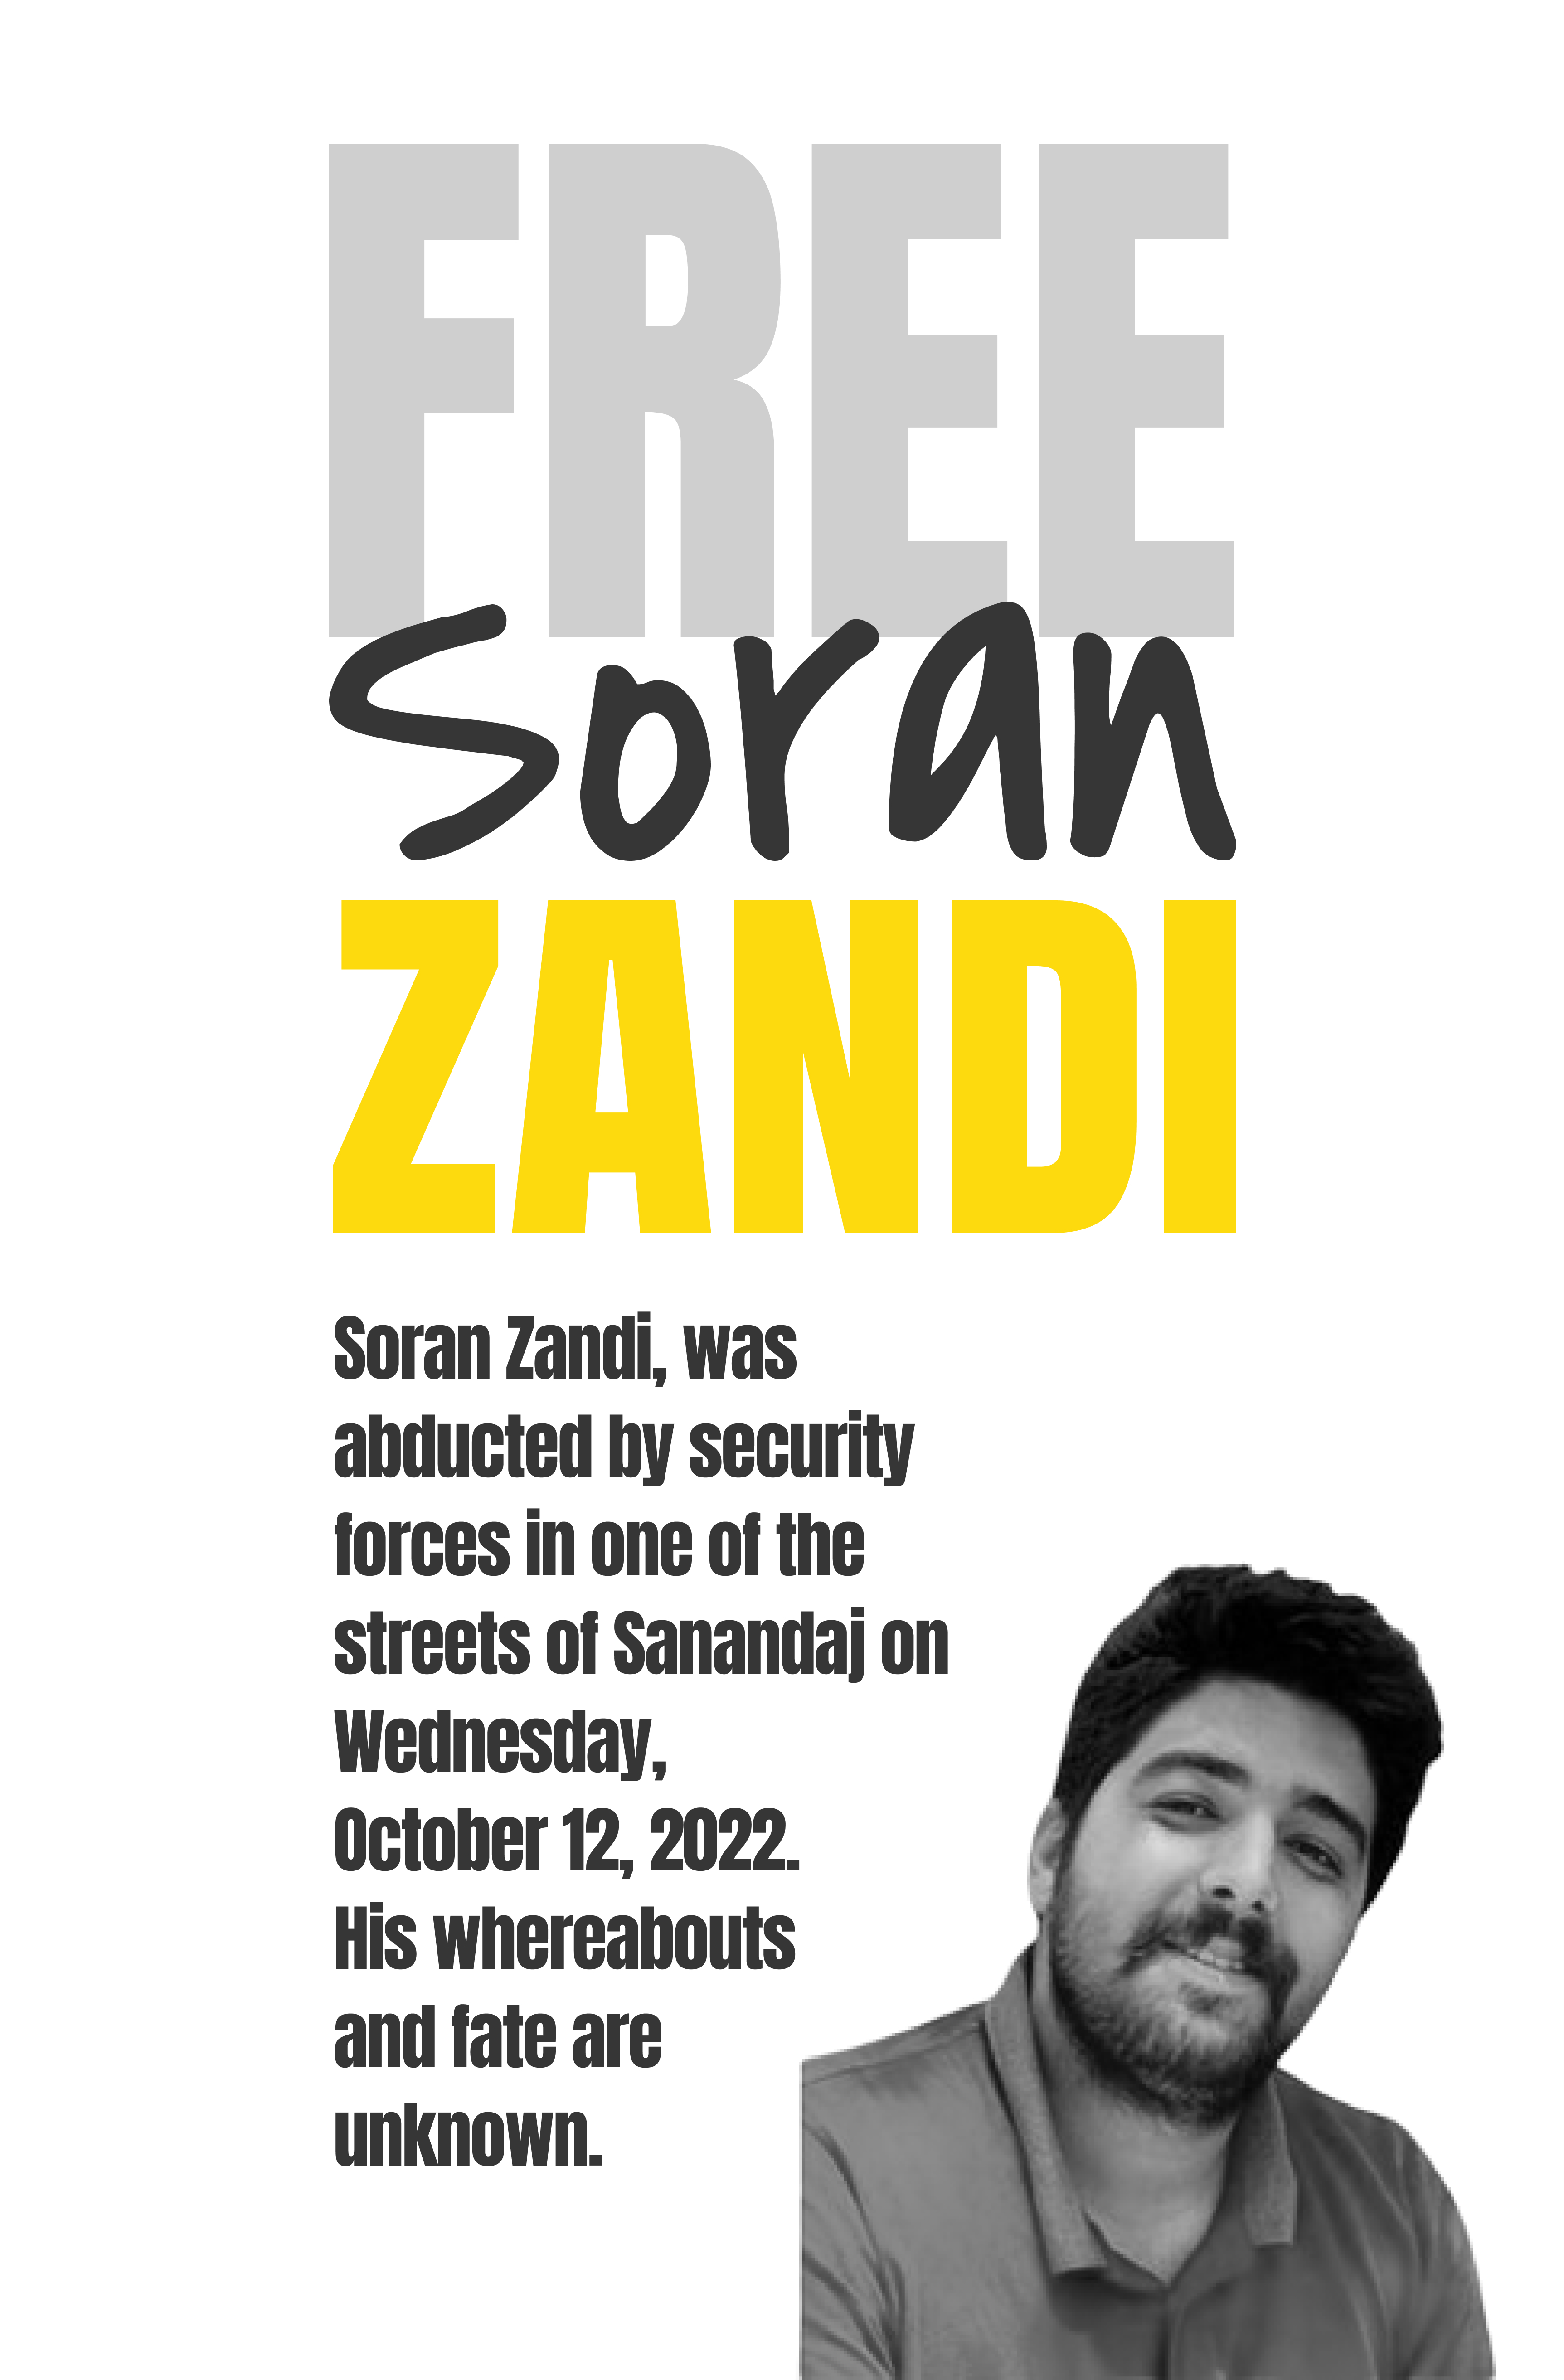 FREE
Soran
ZANDI
Soran Zandi, was
abducted by security
forces in one of the
streets of Sanandaj on
Wednesday,
October 12, 2022.
His whereabouts
and fate are
unknown.